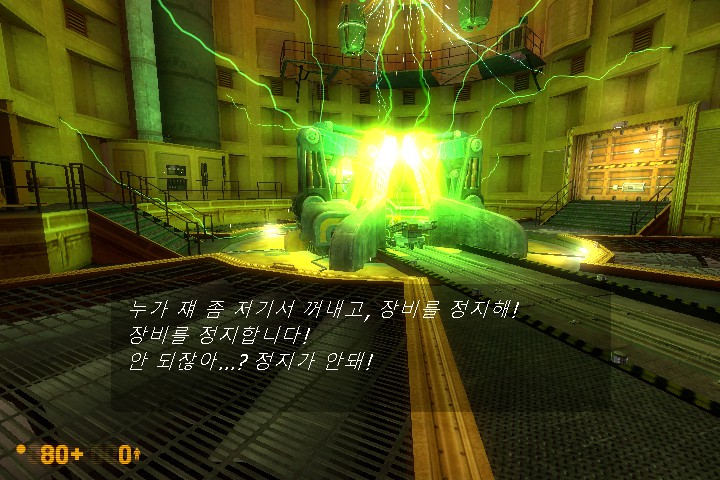 누가 쟤 좀 저기서 꺼내고, 장비를 정지해!
장비를 정지합니다!
안 되잖아...? 정지가 안돼!
80
0